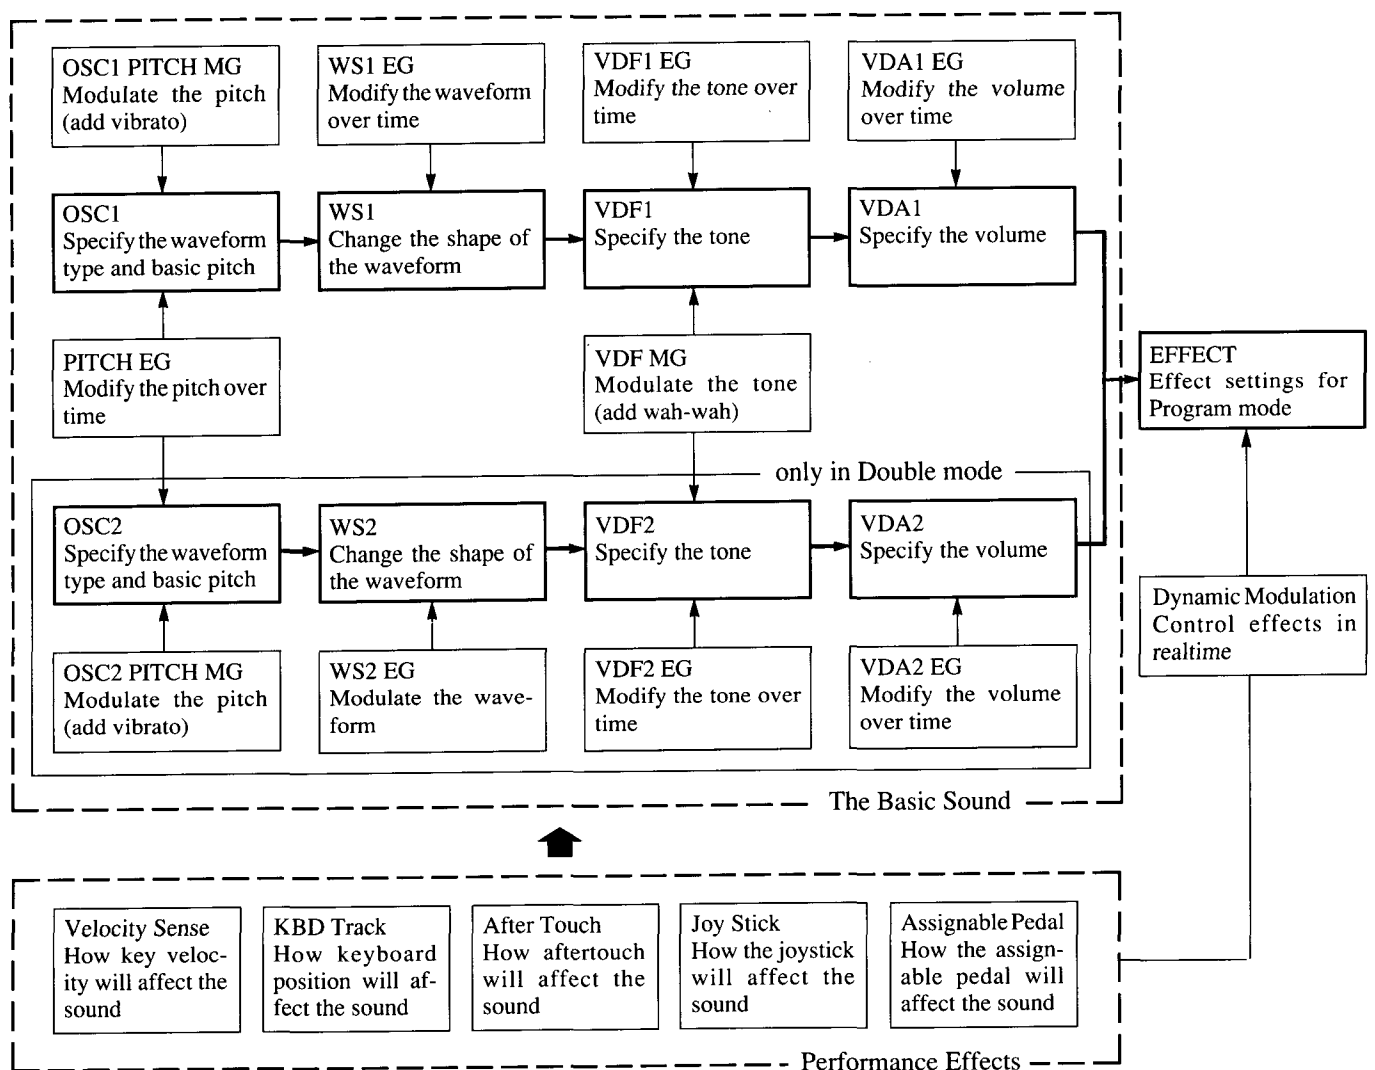 OSC1 PITCH MG
Modulate the pitch
(add vibrato)
WS1 EG
Modify the waveform
over time
VDF1 EG
Modify the tone over
time
VDA1 EG
Modify the volume
over time
OSC1
Specify the waveform
type and basic pitch
WS1
Change the shape of
the waveform
VDF1
Specify the tone
VDA1
Specify the volume
PITCH EG
Modify the pitch over
time
VDF MG
Modulate the tone
(add wah-wah)
EFFECT
Effect settings for
Program mode
only in Double mode
OSC2
Specify the waveform
type and basic pitch
WS2
Change the shape of
the waveform
VDF2
Specify the tone
VDA2
Specify the volume
Dynamic Modulation
Control effects in
realtime
OSC2 PITCH MG
Modulate the pitch
(add vibrato)
WS2 EG
Modulate the wave-
form
VDF2 EG
Modify the tone over
time
VDA2 EG
Modify the volume
over time
The Basic Sound
Velocity Sense
How key veloc-
ity will affect the
sound
KBD Track
How keyboard
position will af-
fect the sound
After Touch
How aftertouch
will affect the
sound
Joy Stick
How the joystick
will affect the
sound
Assignable Pedal
How the assign-
able pedal will
affect the sound
Performance Effects